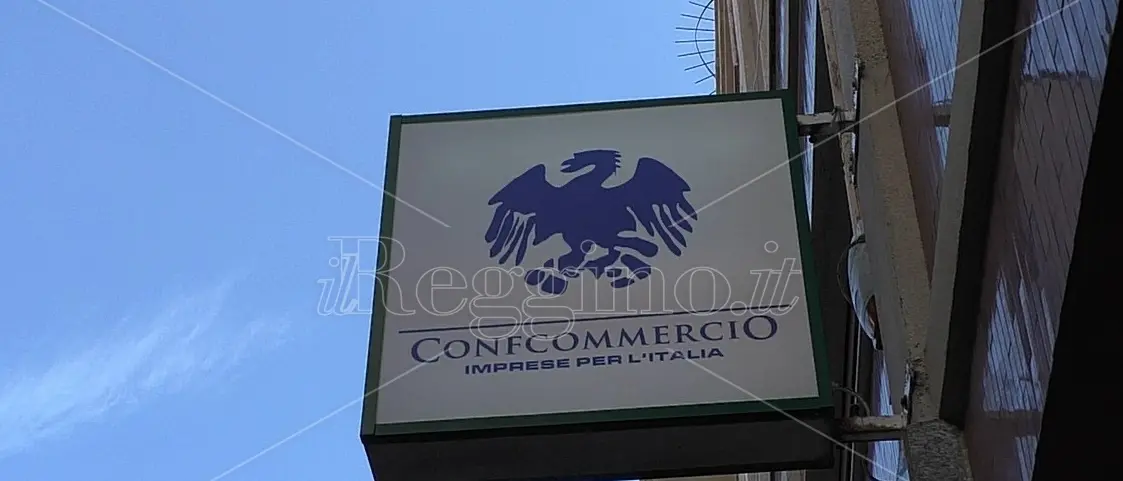 ilReggino.it
CONFCOMMERCIO
IMPRESE PER L'ITALIA